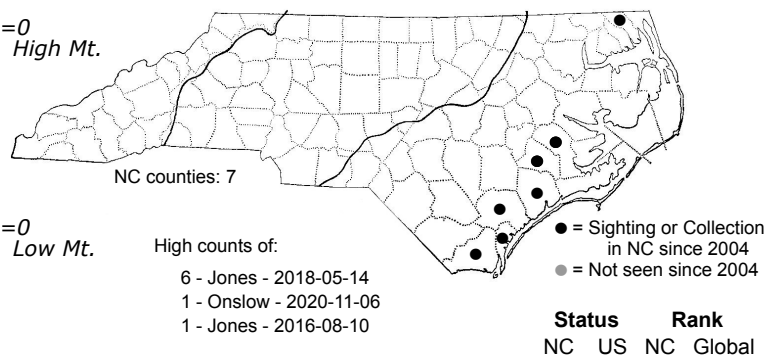 =0
High Mt.
NC counties: 7
=0
Low Mt.
High counts of:
6 - Jones - 2018-05-14
1 - Onslow - 2020-11-06
1 - Jones - 2016-08-10
● = Sighting or Collection
in NC since 2004
● = Not seen since 2004
Status Rank
NC US NC Global